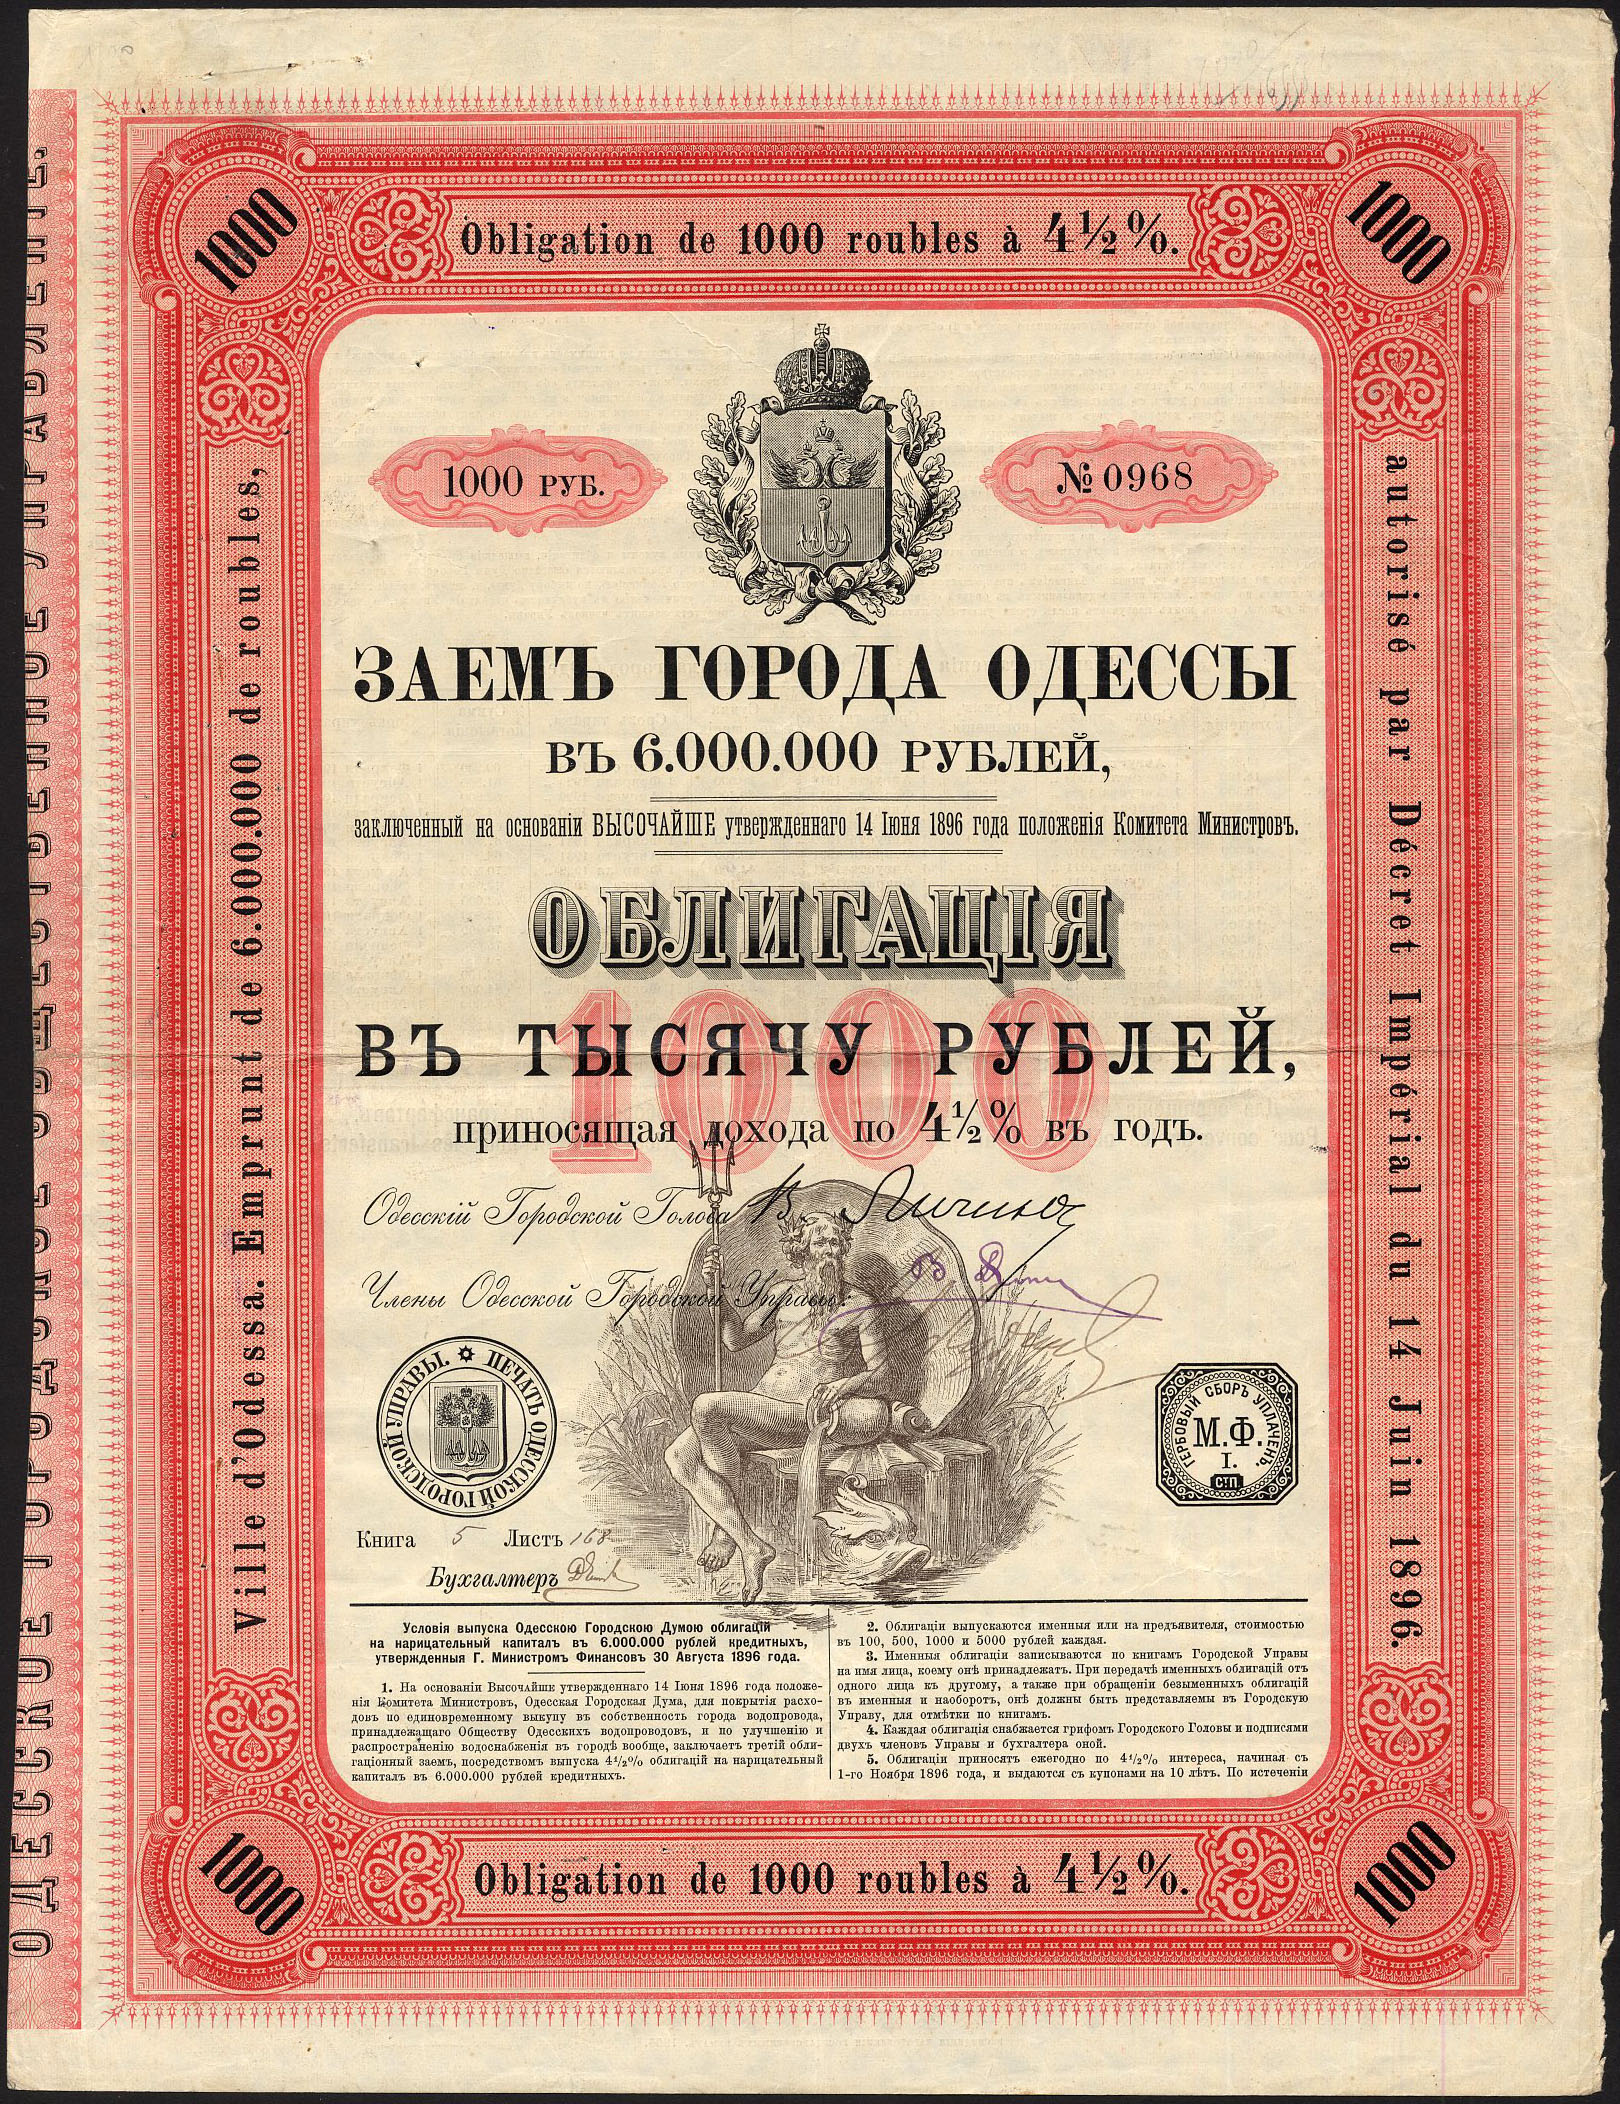 ОДЕССКОЕ ГОРОДСКОЕ ОБЩЕСТВЕННОЕ УПРАВЛЕНІЕ.
1000
Obligation de 1000 roubles à 4½%.
1000
Ville d'Odessa. Emprunt de 6.000.000 de roubles,
autorisé par Décret Impérial du 14 Juin 1896.
1000 РУБ.
№ 0968
ЗАЕМЪ ГОРОДА ОДЕССЫ
ВЪ 6.000.000 РУБЛЕЙ,
заключенный на основаніи ВЫСОЧАЙШЕ утвержденнаго 14 Іюня 1896 года положенія Комитета Министровъ.
ОБЛИГАЦІЯ
1000
ВЪ ТЫСЯЧУ РУБЛЕЙ,
приносящая дохода по 4½% въ годъ.
Одесскій Городской Голова
Члены Одесской Городской Управы:
ПЕЧАТЬ ОДЕССКОЙ ГОРОДСКОЙ УПРАВЫ.
ГЕРБОВЫЙ СБОРЪ УПЛАЧЕНЪ.
М.Ф.
I.
СТП
Книга 5 Листъ 168
Бухгалтеръ
Условія выпуска Одесскою Городскою Думою облигацій
на нарицательный капиталъ въ 6.000.000 рублей кредитныхъ,
утвержденныя Г. Министромъ Финансовъ 30 Августа 1896 года.
1. На основаніи Высочайше утвержденнаго 14 Іюня 1896 года положе-
нія Комитета Министровъ, Одесская Городская Дума, для покрытія расхо-
довъ по единовременному выкупу въ собственность города водопровода,
принадлежащаго Обществу Одесскихъ водопроводовъ, и по улучшенію и
распространенію водоснабженія въ городѣ вообще, заключаетъ третій обли-
гаціонный заемъ, посредствомъ выпуска 4½% облигацій на нарицательный
капиталъ въ 6.000.000 рублей кредитныхъ.
2. Облигаціи выпускаются именныя или на предъявителя, стоимостью
въ 100, 500, 1000 и 5000 рублей каждая.
3. Именныя облигаціи записываются по книгамъ Городской Управы
на имя лица, коему онѣ принадлежатъ. При передачѣ именныхъ облигацій отъ
одного лица къ другому, а также при обращеніи безыменныхъ облигацій
въ именныя и наоборотъ, онѣ должны быть представляемы въ Городскую
Управу, для отмѣтки по книгамъ.
4. Каждая облигація снабжается грифомъ Городского Головы и подписями
двухъ членовъ Управы и бухгалтера оной.
5. Облигаціи приносятъ ежегодно по 4½% интереса, начиная съ
1-го Ноября 1896 года, и выдаются съ купонами на 10 лѣтъ. По истеченіи
1000
Obligation de 1000 roubles à 4½%.
1000